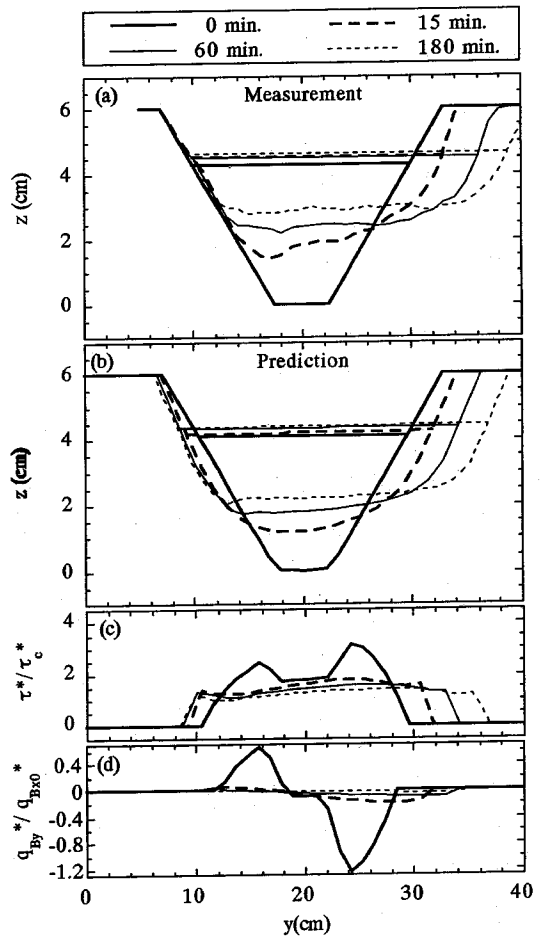 0 min.
15 min.
60 min.
180 min.
(a)
Measurement
6
4
2
0
z (cm)
(b)
Prediction
6
4
2
0
z (cm)
(c)
4
2
0
τ*/τc*
(d)
0.4
0
-0.4
-0.8
-1.2
qBy*/qBx0*
0
10
20
30
40
y(cm)